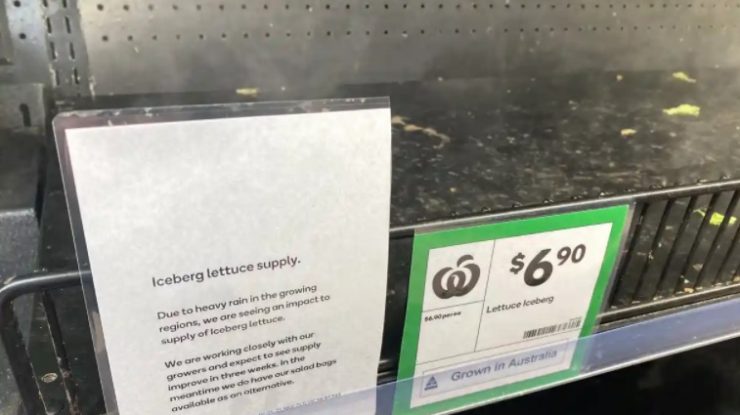 Iceberg lettuce supply.
Due to heavy rain in the growing
regions, we are seeing an impact to
supply of Iceberg lettuce.
We are working closely with our
growers and expect to see supply
improve in three weeks. In the
meantime we do have our salad bags
available as an alternative.
$6.90
$6.90 per ea
Lettuce Iceberg
Grown in Australia